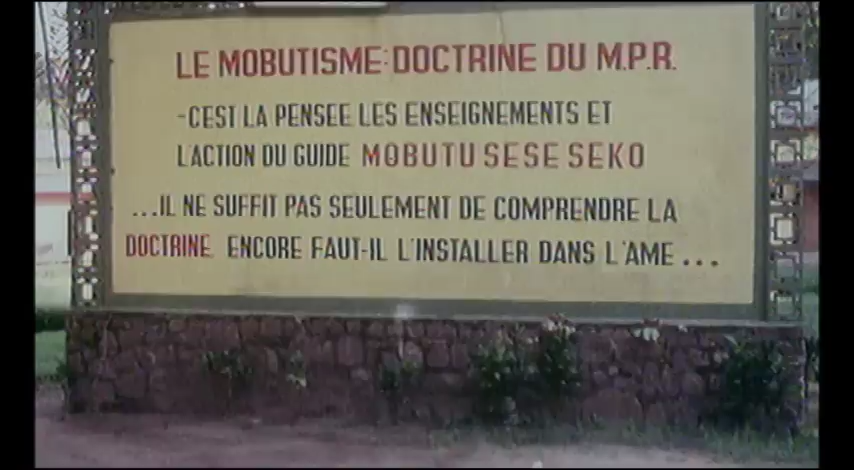 LE MOBUTISME: DOCTRINE DU M.P.R.
-C'EST LA PENSEE LES ENSEIGNEMENTS ET
L'ACTION DU GUIDE MOBUTU SESE SEKO
...IL NE SUFFIT PAS SEULEMENT DE COMPRENDRE LA
DOCTRINE ENCORE FAUT-IL L'INSTALLER DANS L'AME ...